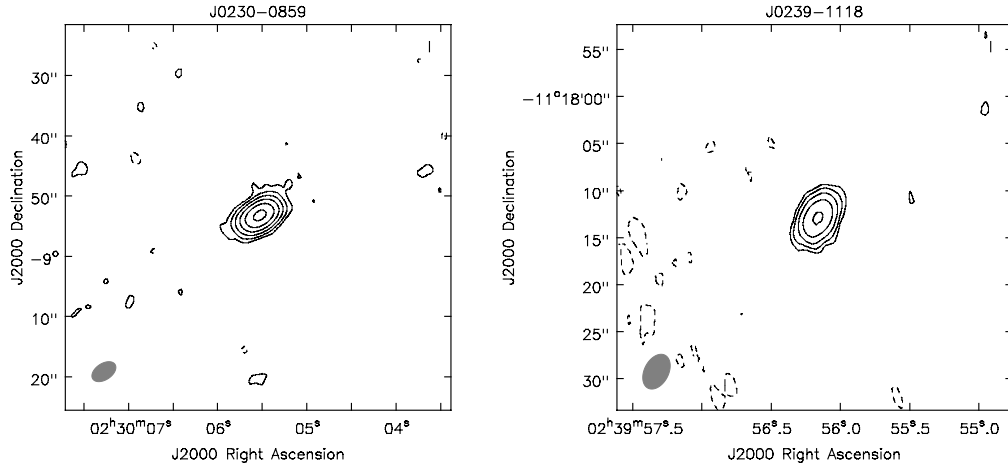 J0230−0859
J2000 Declination
30"
40"
50"
−9°
10"
20"
02ʰ30ᵐ07ˢ 06ˢ 05ˢ 04ˢ
J2000 Right Ascension
J0239−1118
J2000 Declination
55"
−11°18'00"
05"
10"
15"
20"
25"
30"
02ʰ39ᵐ57ˢ.5 56ˢ.5 56ˢ.0 55ˢ.5 55ˢ.0
J2000 Right Ascension